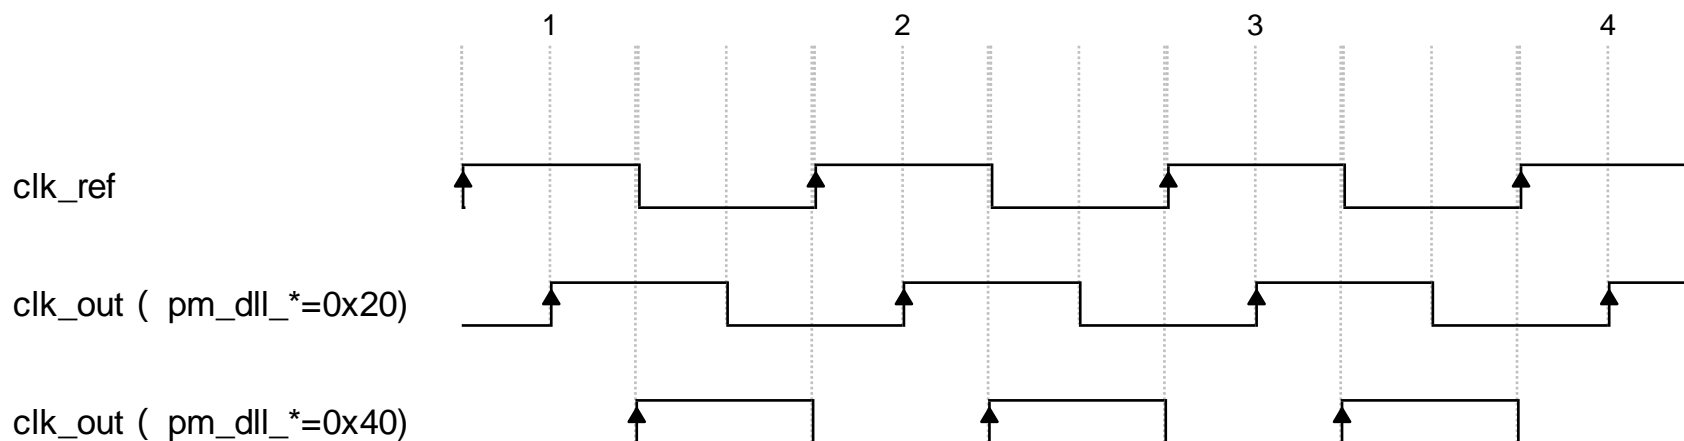 1 2 3 4
clk_ref
clk_out ( pm_dll_*=0x20)
clk_out ( pm_dll_*=0x40)